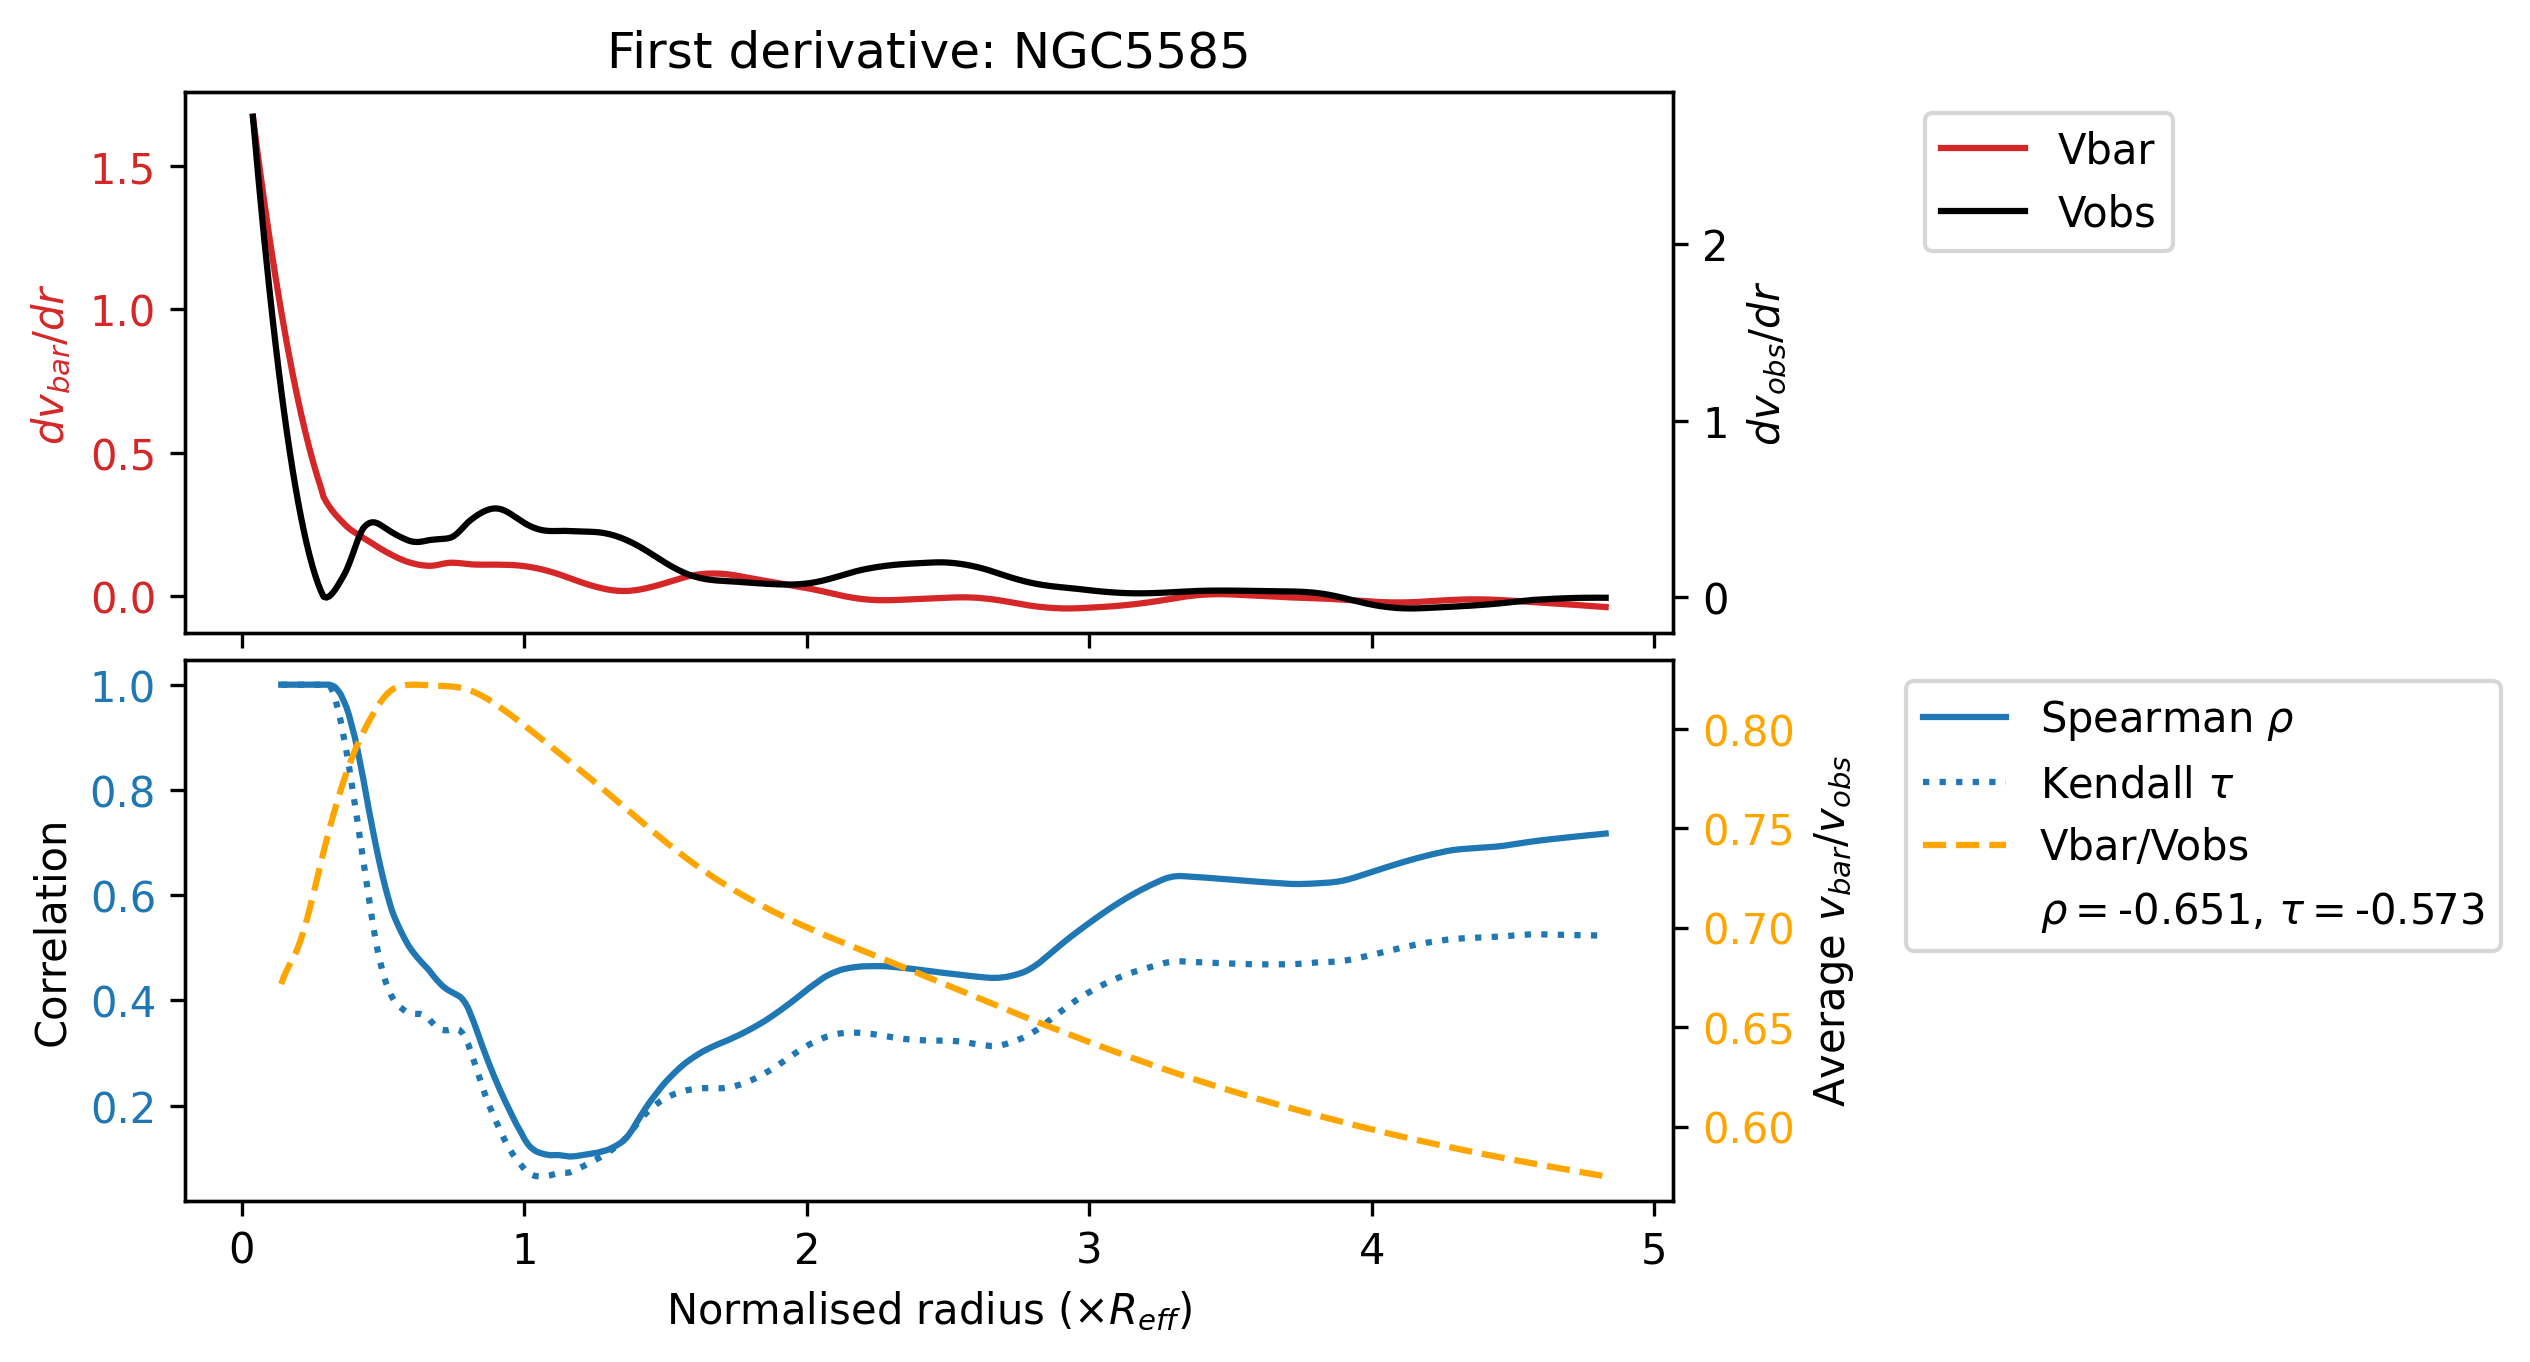 First derivative: NGC5585
1.5
1.0
0.5
0.0
dv_bar/dr
2
1
0
dv_obs/dr
Vbar
Vobs
1.0
0.8
0.6
0.4
0.2
Correlation
0.80
0.75
0.70
0.65
0.60
Average v_bar/v_obs
Spearman ρ
Kendall τ
Vbar/Vobs
ρ = -0.651, τ = -0.573
0 1 2 3 4 5
Normalised radius (×R_eff)